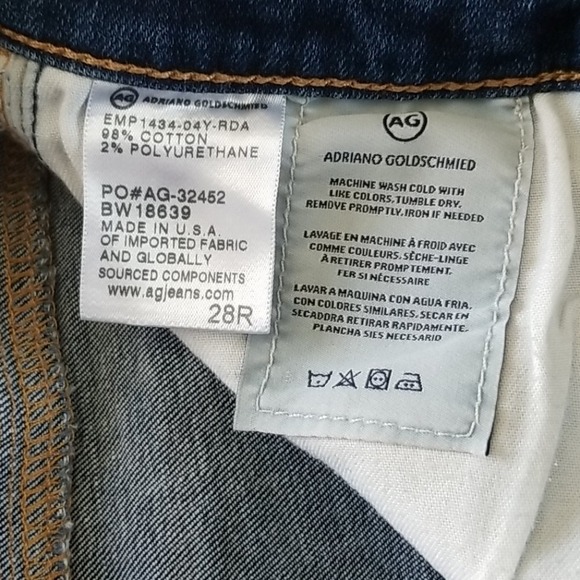 AG ADRIANO GOLDSCHMIED
EMP1434-04Y-RDA
98% COTTON
2% POLYURETHANE
PO#AG-32452
BW18639
MADE IN U.S.A.
OF IMPORTED FABRIC
AND GLOBALLY
SOURCED COMPONENTS
www.agjeans.com
28R
AG
ADRIANO GOLDSCHMIED
MACHINE WASH COLD WITH
LIKE COLORS, TUMBLE DRY.
REMOVE PROMPTLY. IRON IF NEEDED
LAVAGE EN MACHINE À FROID AVEC
COMME COULEURS, SÈCHE-LINGE
À RETIRER PROMPTEMENT.
FER SI NÉCESSAIRE
LAVAR A MAQUINA CON AGUA FRIA.
CON COLORES SIMILARES, SECAR EN
SECADORA RETIRAR RAPIDAMENTE.
PLANCHA SIES NECESARIO